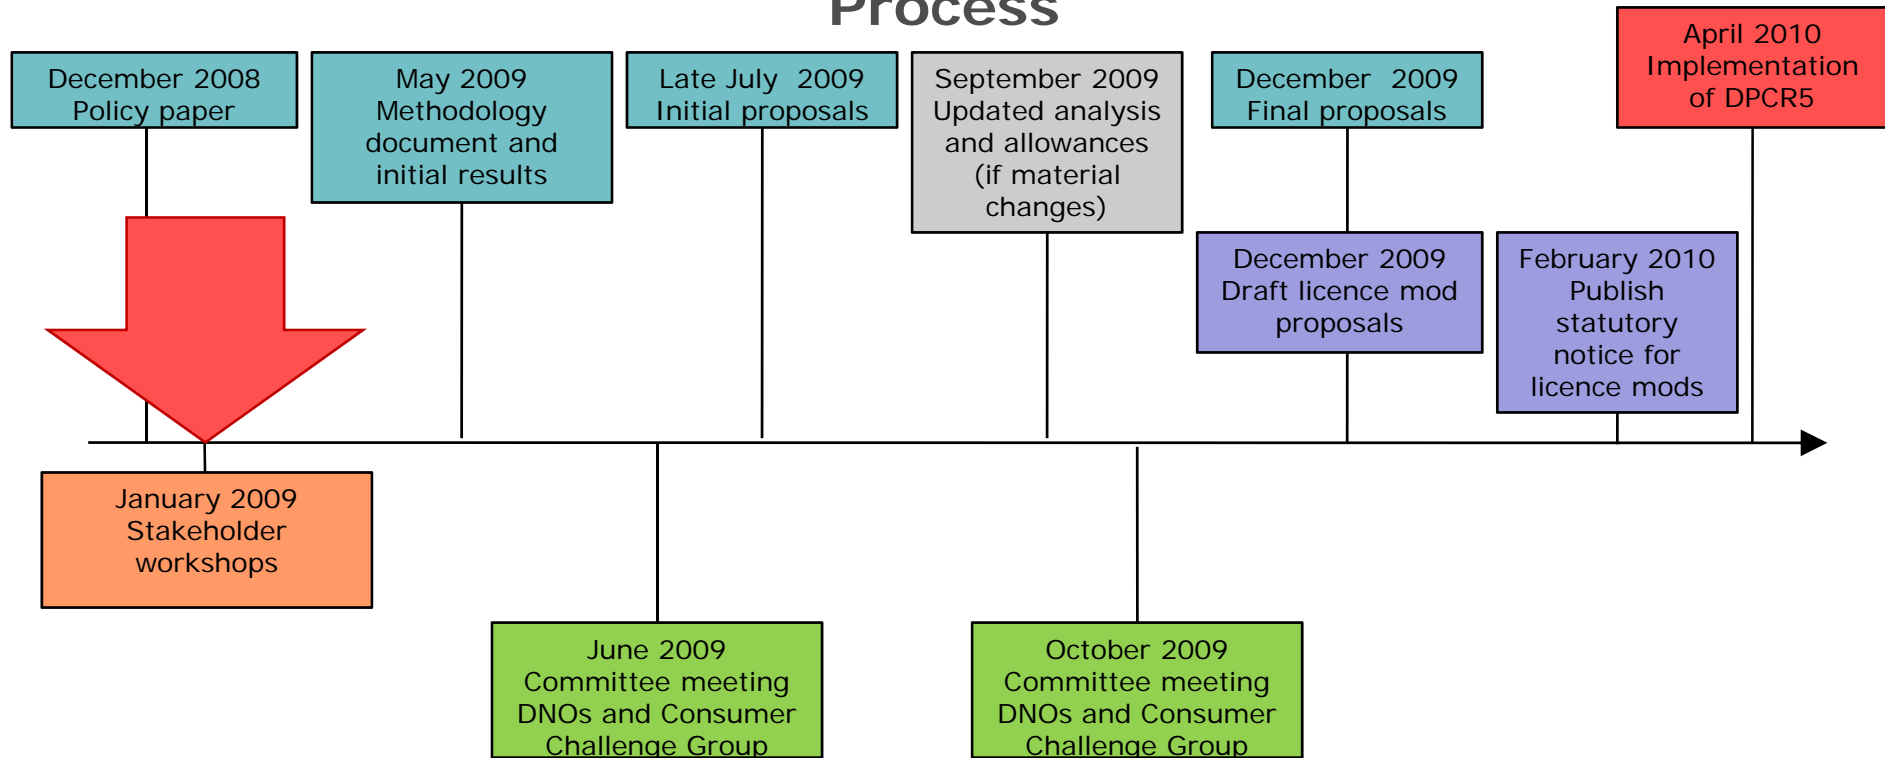 Process
December 2008
Policy paper
May 2009
Methodology
document and
initial results
Late July 2009
Initial proposals
September 2009
Updated analysis
and allowances
(if material
changes)
December 2009
Final proposals
April 2010
Implementation
of DPCR5
December 2009
Draft licence mod
proposals
February 2010
Publish
statutory
notice for
licence mods
January 2009
Stakeholder
workshops
June 2009
Committee meeting
DNOs and Consumer
Challenge Group
October 2009
Committee meeting
DNOs and Consumer
Challenge Group